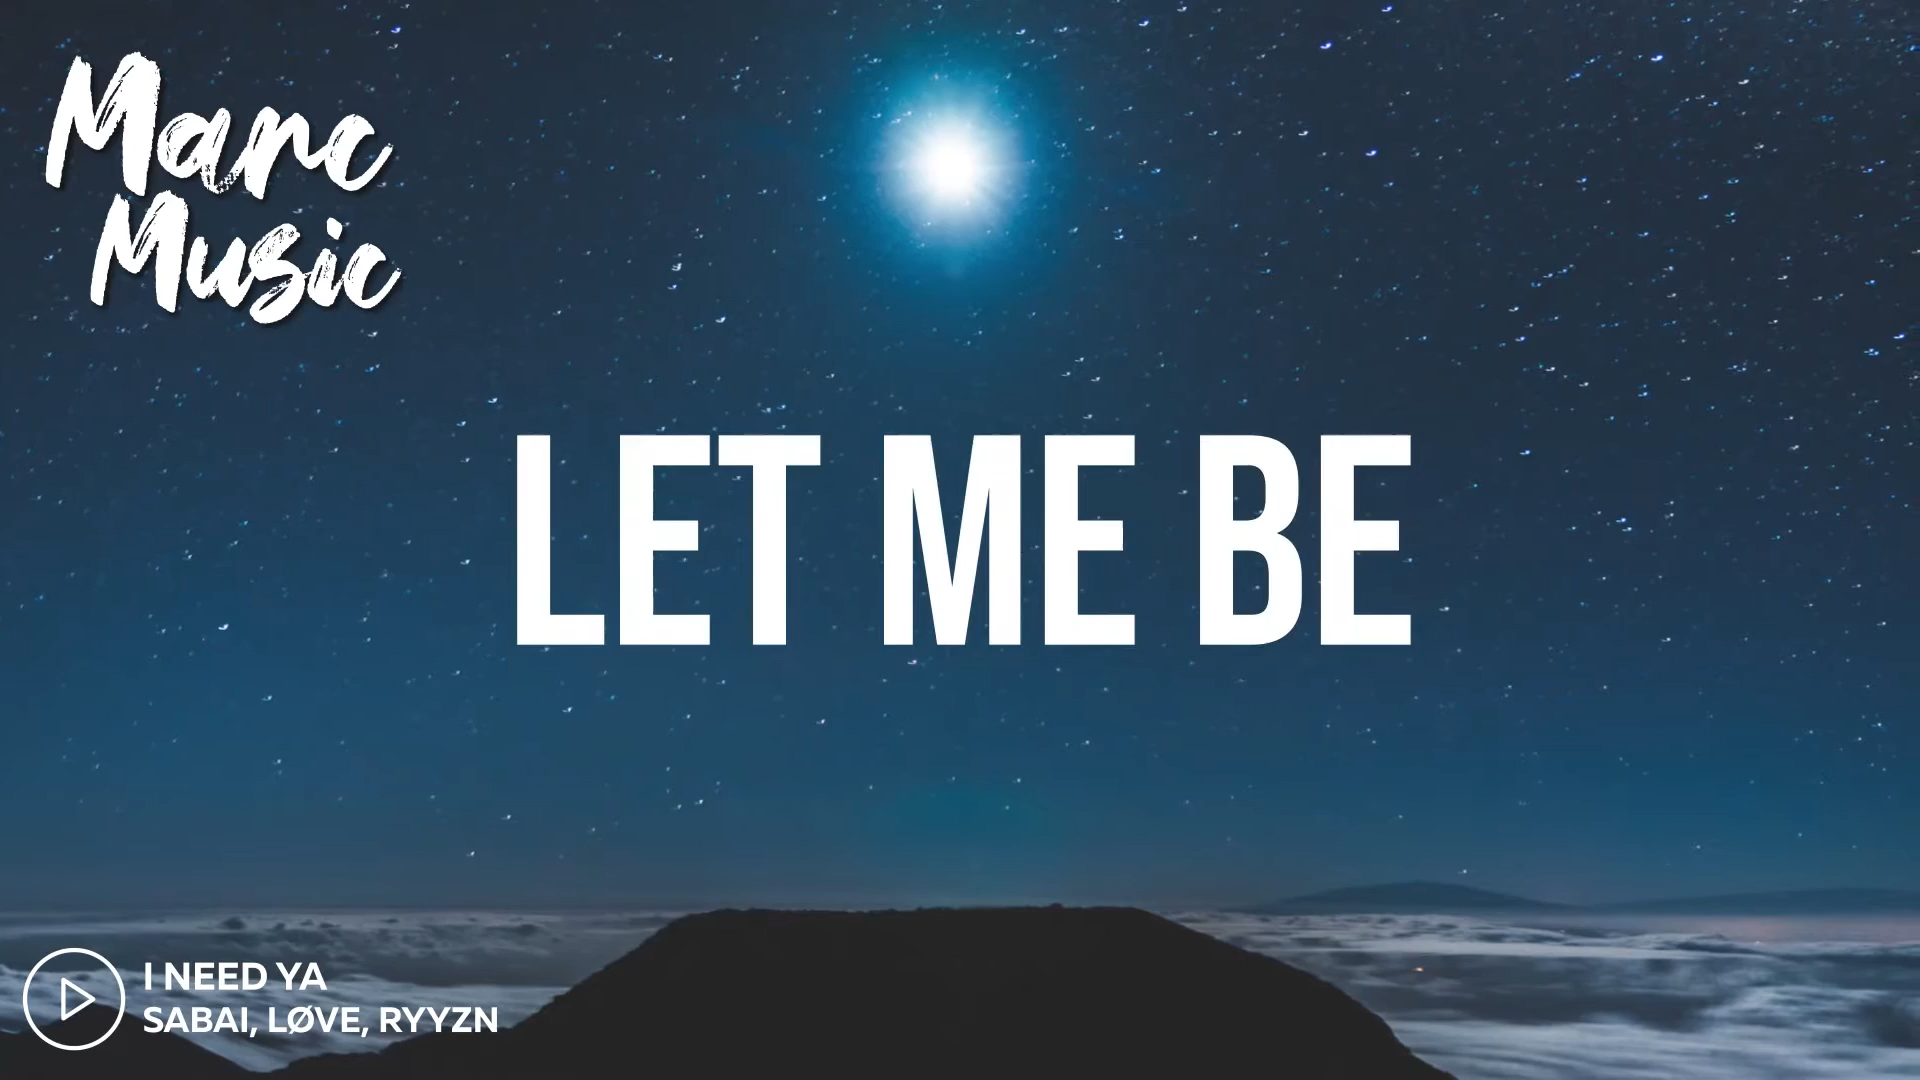 Marc
Music
LET ME BE
I NEED YA
SABAI, LØVE, RYYZN